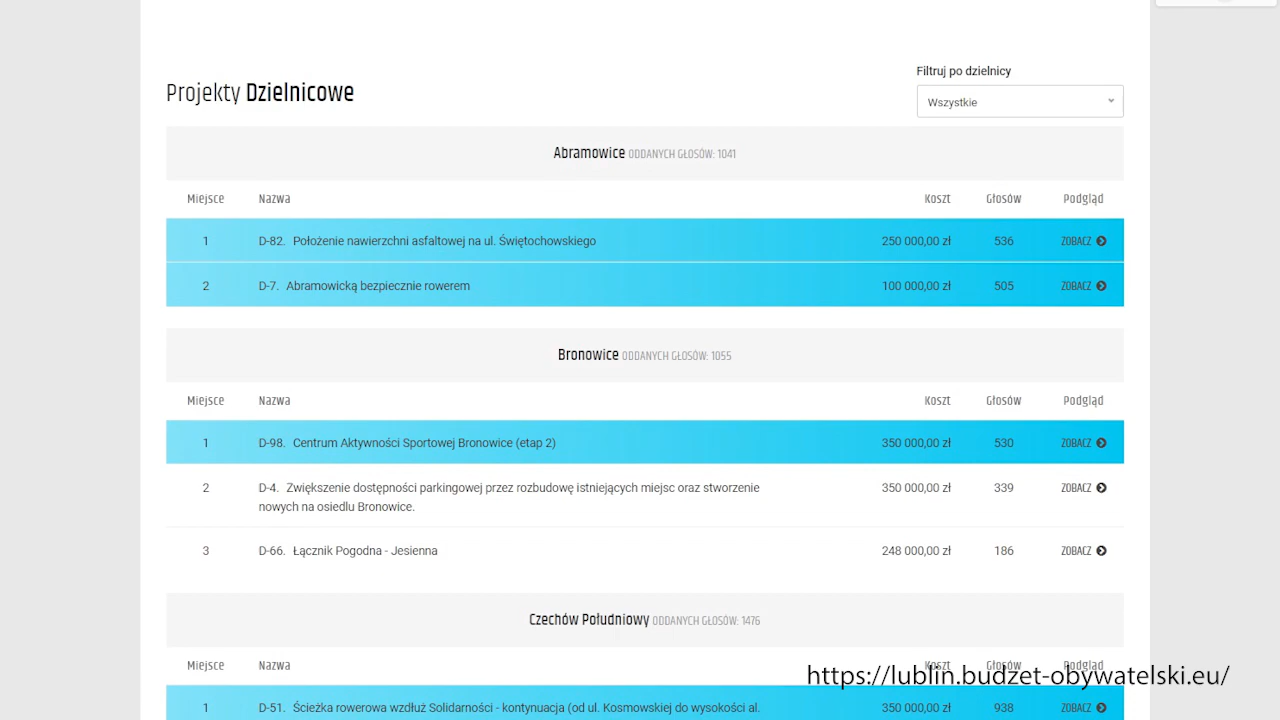 Filtruj po dzielnicy
Projekty Dzielnicowe
Wszystkie
Abramowice ODDANYCH GŁOSÓW: 1041
Miejsce Nazwa Koszt Głosów Podgląd
1 D-82. Położenie nawierzchni asfaltowej na ul. Świętochowskiego 250 000,00 zł 536 ZOBACZ
2 D-7. Abramowicką bezpiecznie rowerem 100 000,00 zł 505 ZOBACZ
Bronowice ODDANYCH GŁOSÓW: 1055
Miejsce Nazwa Koszt Głosów Podgląd
1 D-98. Centrum Aktywności Sportowej Bronowice (etap 2) 350 000,00 zł 530 ZOBACZ
2 D-4. Zwiększenie dostępności parkingowej przez rozbudowę istniejących miejsc oraz stworzenie 350 000,00 zł 339 ZOBACZ
nowych na osiedlu Bronowice.
3 D-66. Łącznik Pogodna - Jesienna 248 000,00 zł 186 ZOBACZ
Czechów Południowy ODDANYCH GŁOSÓW: 1476
Miejsce Nazwa Koszt Głosów Podgląd
https://lublin.budzet-obywatelski.eu/
1 D-51. Ścieżka rowerowa wzdłuż Solidarności - kontynuacja (od ul. Kosmowskiej do wysokości al. 350 000,00 zł 938 ZOBACZ